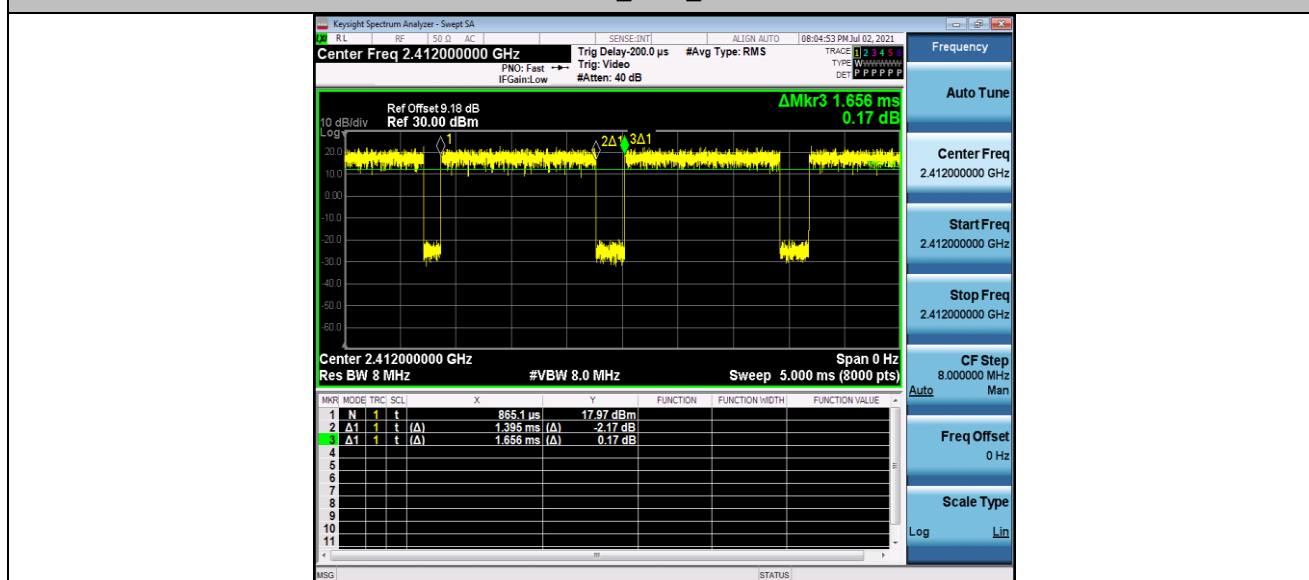 Keysight Spectrum Analyzer - Swept SA
RL RF 50 Ω AC SENSE:INT ALIGN AUTO 08:04:53 PM Jul 02, 2021
Center Freq 2.412000000 GHz
PNO: Fast
IFGain:Low
Trig Delay-200.0 µs
Trig: Video
#Atten: 40 dB
#Avg Type: RMS
TRACE 1 2 3 4 5 6
TYPE W
DET P P P P P P
ΔMkr3 1.656 ms
0.17 dB
Ref Offset 9.18 dB
10 dB/div Ref 30.00 dBm
Log
1 2Δ1 3Δ1
20.0
10.0
0.00
-10.0
-20.0
-30.0
-40.0
-50.0
-60.0
Center 2.412000000 GHz Span 0 Hz
Res BW 8 MHz #VBW 8.0 MHz Sweep 5.000 ms (8000 pts)
MKR MODE TRC SCL X Y FUNCTION FUNCTION WIDTH FUNCTION VALUE
1 N 1 t 865.1 µs 17.97 dBm
2 Δ1 1 t (Δ) 1.395 ms (Δ) -2.17 dB
3 Δ1 1 t (Δ) 1.656 ms (Δ) 0.17 dB
4
5
6
7
8
9
10
11
MSG STATUS
Frequency
Auto Tune
Center Freq
2.412000000 GHz
Start Freq
2.412000000 GHz
Stop Freq
2.412000000 GHz
CF Step
8.000000 MHz
Auto Man
Freq Offset
0 Hz
Scale Type
Log Lin